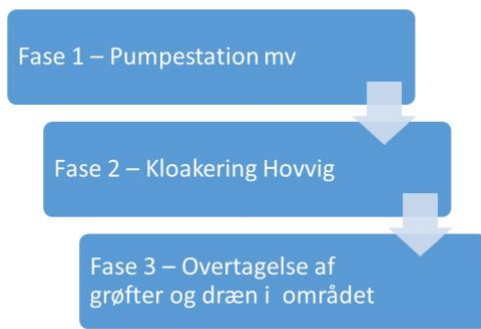 Fase 1 – Pumpestation mv
Fase 2 – Kloakering Hovvig
Fase 3 – Overtagelse af
grøfter og dræn i området